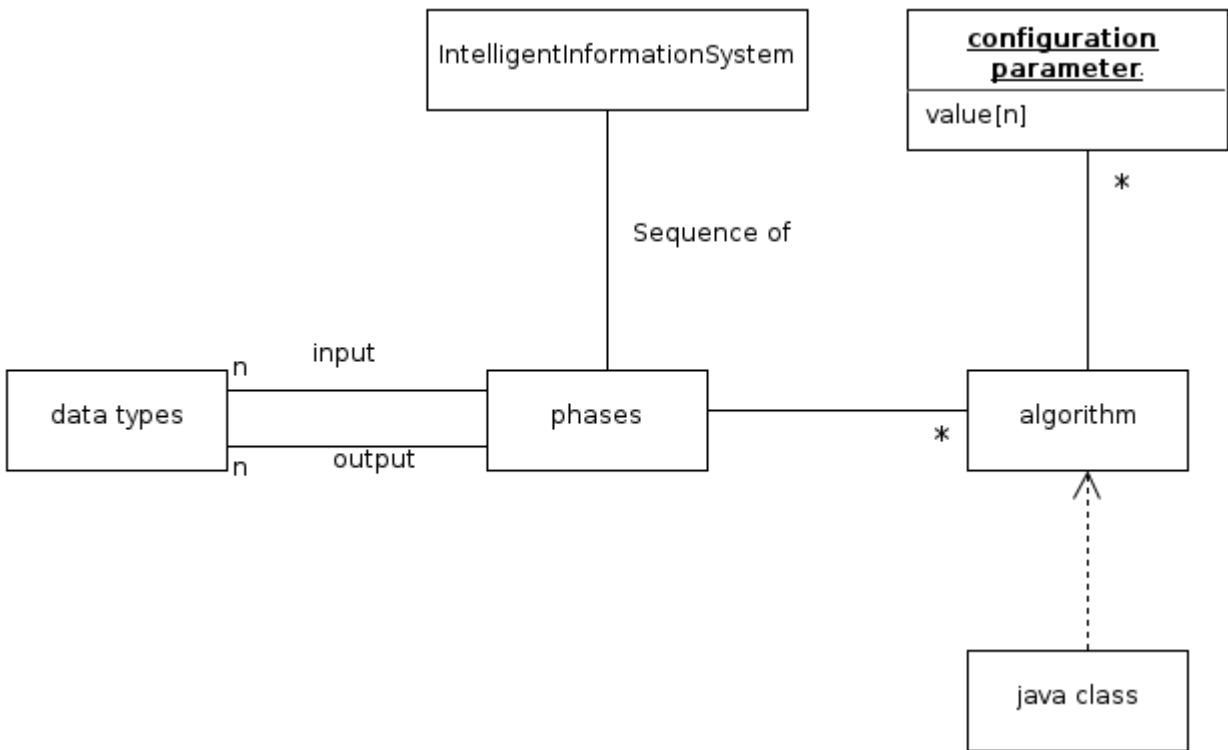 IntelligentInformationSystem
configuration
parameter.
value[n]
*
Sequence of
input
n
data types
phases
algorithm
*
output
n
java class